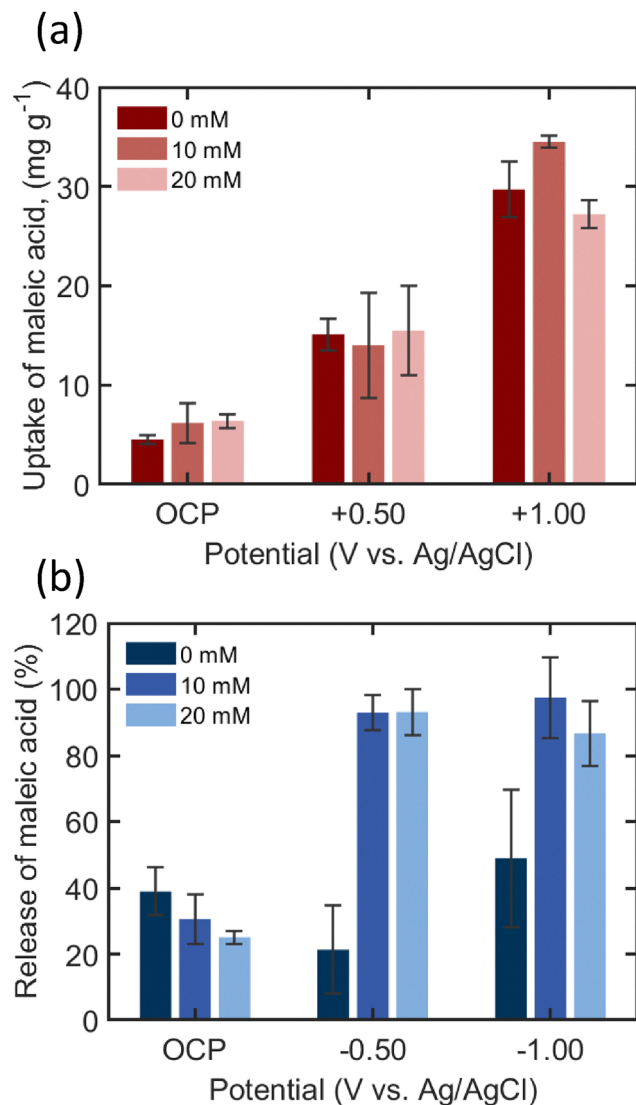 (a)
Uptake of maleic acid, (mg g⁻¹)
40
30
20
10
0
0 mM
10 mM
20 mM
OCP
+0.50
+1.00
Potential (V vs. Ag/AgCl)
(b)
Release of maleic acid (%)
120
100
80
60
40
20
0
0 mM
10 mM
20 mM
OCP
-0.50
-1.00
Potential (V vs. Ag/AgCl)